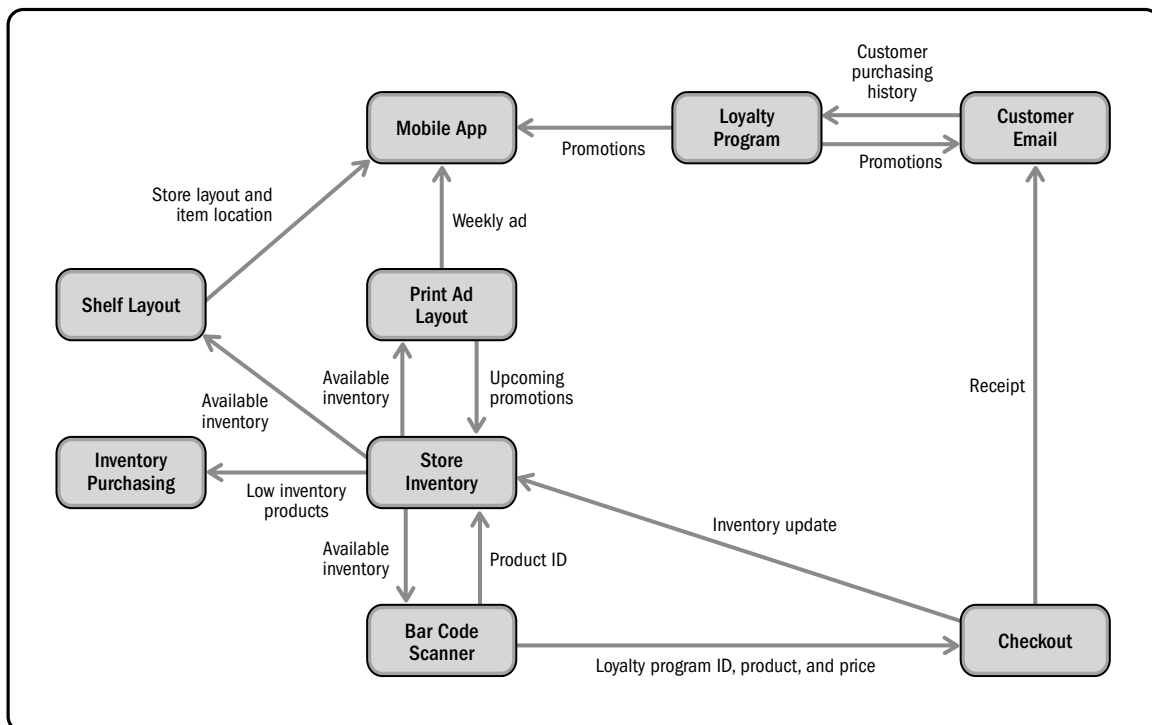 Customer
purchasing
history
Mobile App
Loyalty
Program
Customer
Email
Promotions
Promotions
Store layout and
item location
Weekly ad
Shelf Layout
Print Ad
Layout
Available
inventory
Available
inventory
Upcoming
promotions
Receipt
Inventory
Purchasing
Store
Inventory
Low inventory
products
Inventory update
Available
inventory
Product ID
Bar Code
Scanner
Checkout
Loyalty program ID, product, and price